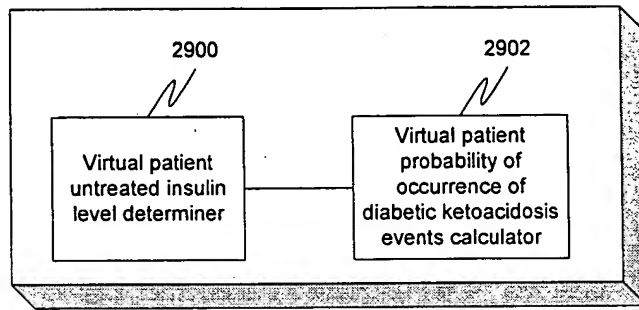 2900
2902
Virtual patient
untreated insulin
level determiner
Virtual patient
probability of
occurrence of
diabetic ketoacidosis
events calculator